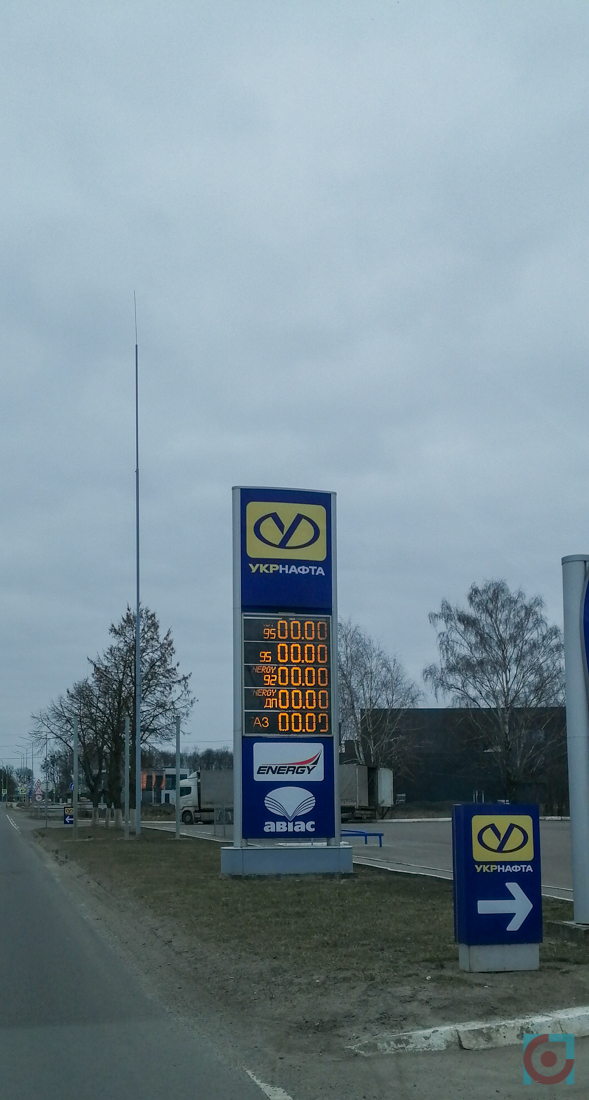 УКРНАФТА
95 00.00
95 00.00
ENERGY
92 00.00
ENERGY
ДП 00.00
АЗ 00.00
ENERGY
авіас
УКРНАФТА